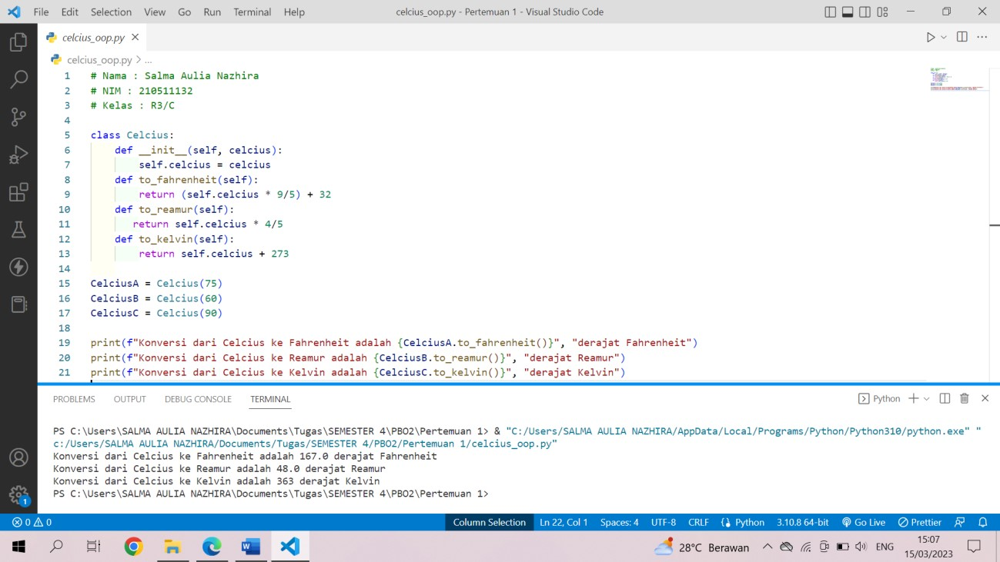 File Edit Selection View Go Run Terminal Help celcius_oop.py - Pertemuan 1 - Visual Studio Code
celcius_oop.py
celcius_oop.py > ...
1 # Nama : Salma Aulia Nazhira
2 # NIM : 210511132
3 # Kelas : R3/C
4
5 class Celcius:
6     def __init__(self, celcius):
7         self.celcius = celcius
8     def to_fahrenheit(self):
9         return (self.celcius * 9/5) + 32
10     def to_reamur(self):
11        return self.celcius * 4/5
12     def to_kelvin(self):
13         return self.celcius + 273
14
15 CelciusA = Celcius(75)
16 CelciusB = Celcius(60)
17 CelciusC = Celcius(90)
18
19 print(f"Konversi dari Celcius ke Fahrenheit adalah {CelciusA.to_fahrenheit()}", "derajat Fahrenheit")
20 print(f"Konversi dari Celcius ke Reamur adalah {CelciusB.to_reamur()}", "derajat Reamur")
21 print(f"Konversi dari Celcius ke Kelvin adalah {CelciusC.to_kelvin()}", "derajat Kelvin")
PROBLEMS OUTPUT DEBUG CONSOLE TERMINAL Python
PS C:\Users\SALMA AULIA NAZHIRA\Documents\Tugas\SEMESTER 4\PBO2\Pertemuan 1> & "C:/Users/SALMA AULIA NAZHIRA/AppData/Local/Programs/Python/Python310/python.exe" "
c:/Users/SALMA AULIA NAZHIRA/Documents/Tugas/SEMESTER 4/PBO2/Pertemuan 1/celcius_oop.py"
Konversi dari Celcius ke Fahrenheit adalah 167.0 derajat Fahrenheit
Konversi dari Celcius ke Reamur adalah 48.0 derajat Reamur
Konversi dari Celcius ke Kelvin adalah 363 derajat Kelvin
PS C:\Users\SALMA AULIA NAZHIRA\Documents\Tugas\SEMESTER 4\PBO2\Pertemuan 1>
1
0 0 Column Selection Ln 22, Col 1 Spaces: 4 UTF-8 CRLF Python 3.10.8 64-bit Go Live Prettier
28°C Berawan ENG
15:07
15/03/2023